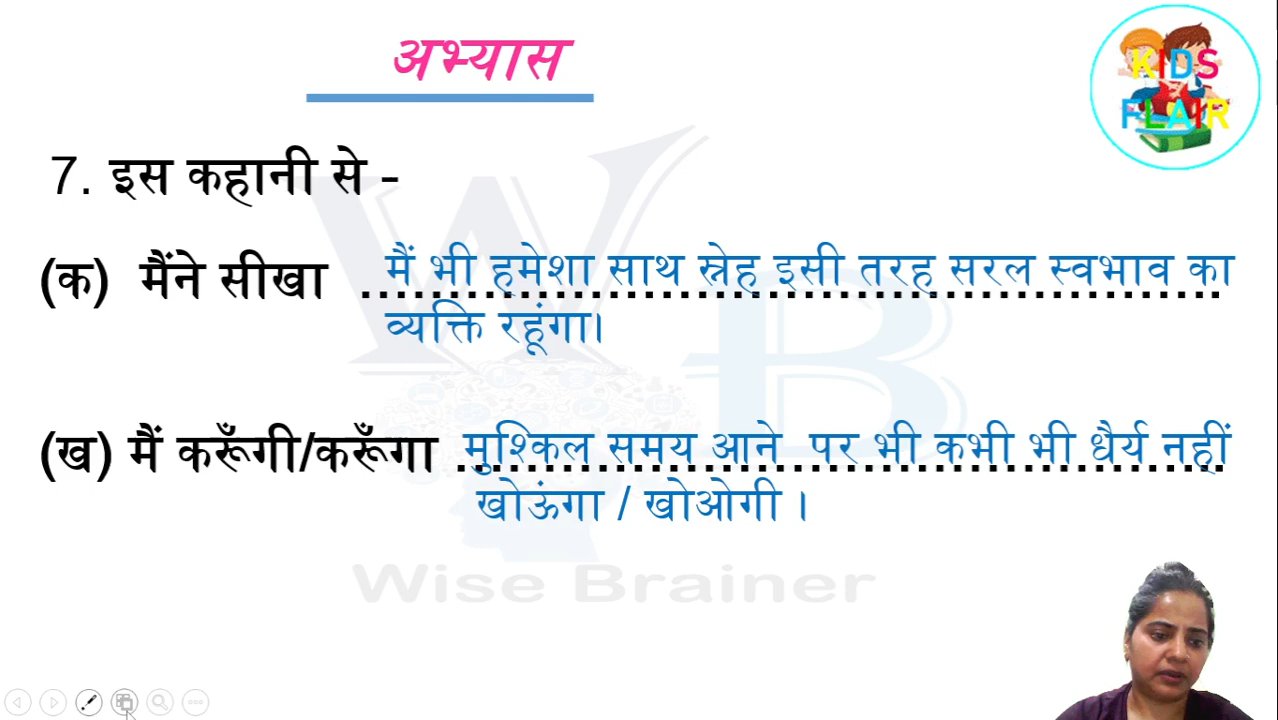 अभ्यास
KIDS
FLAIR
7. इस कहानी से -
(क) मैंने सीखा मैं भी हमेशा साथ स्नेह इसी तरह सरल स्वभाव का
व्यक्ति रहूंगा।
(ख) मैं करूँगी/करूँगा मुश्किल समय आने पर भी कभी भी धैर्य नहीं
खोऊंगा / खोओगी ।
WB
Wise Brainer